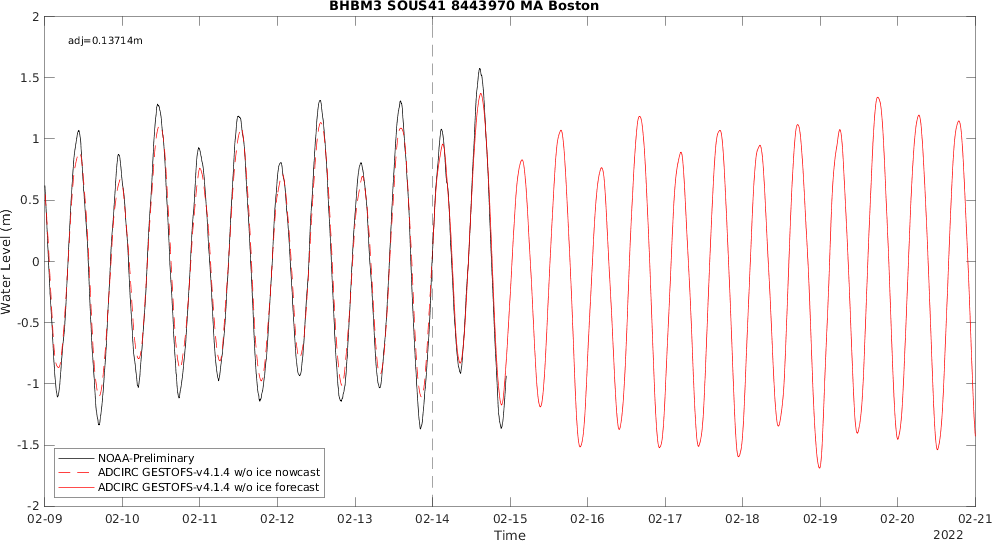 BHBM3 SOUS41 8443970 MA Boston
adj=0.13714m
2
1.5
1
0.5
0
-0.5
-1
-1.5
-2
Water Level (m)
NOAA-Preliminary
ADCIRC GESTOFS-v4.1.4 w/o ice nowcast
ADCIRC GESTOFS-v4.1.4 w/o ice forecast
02-09 02-10 02-11 02-12 02-13 02-14 02-15 02-16 02-17 02-18 02-19 02-20 02-21
Time
2022